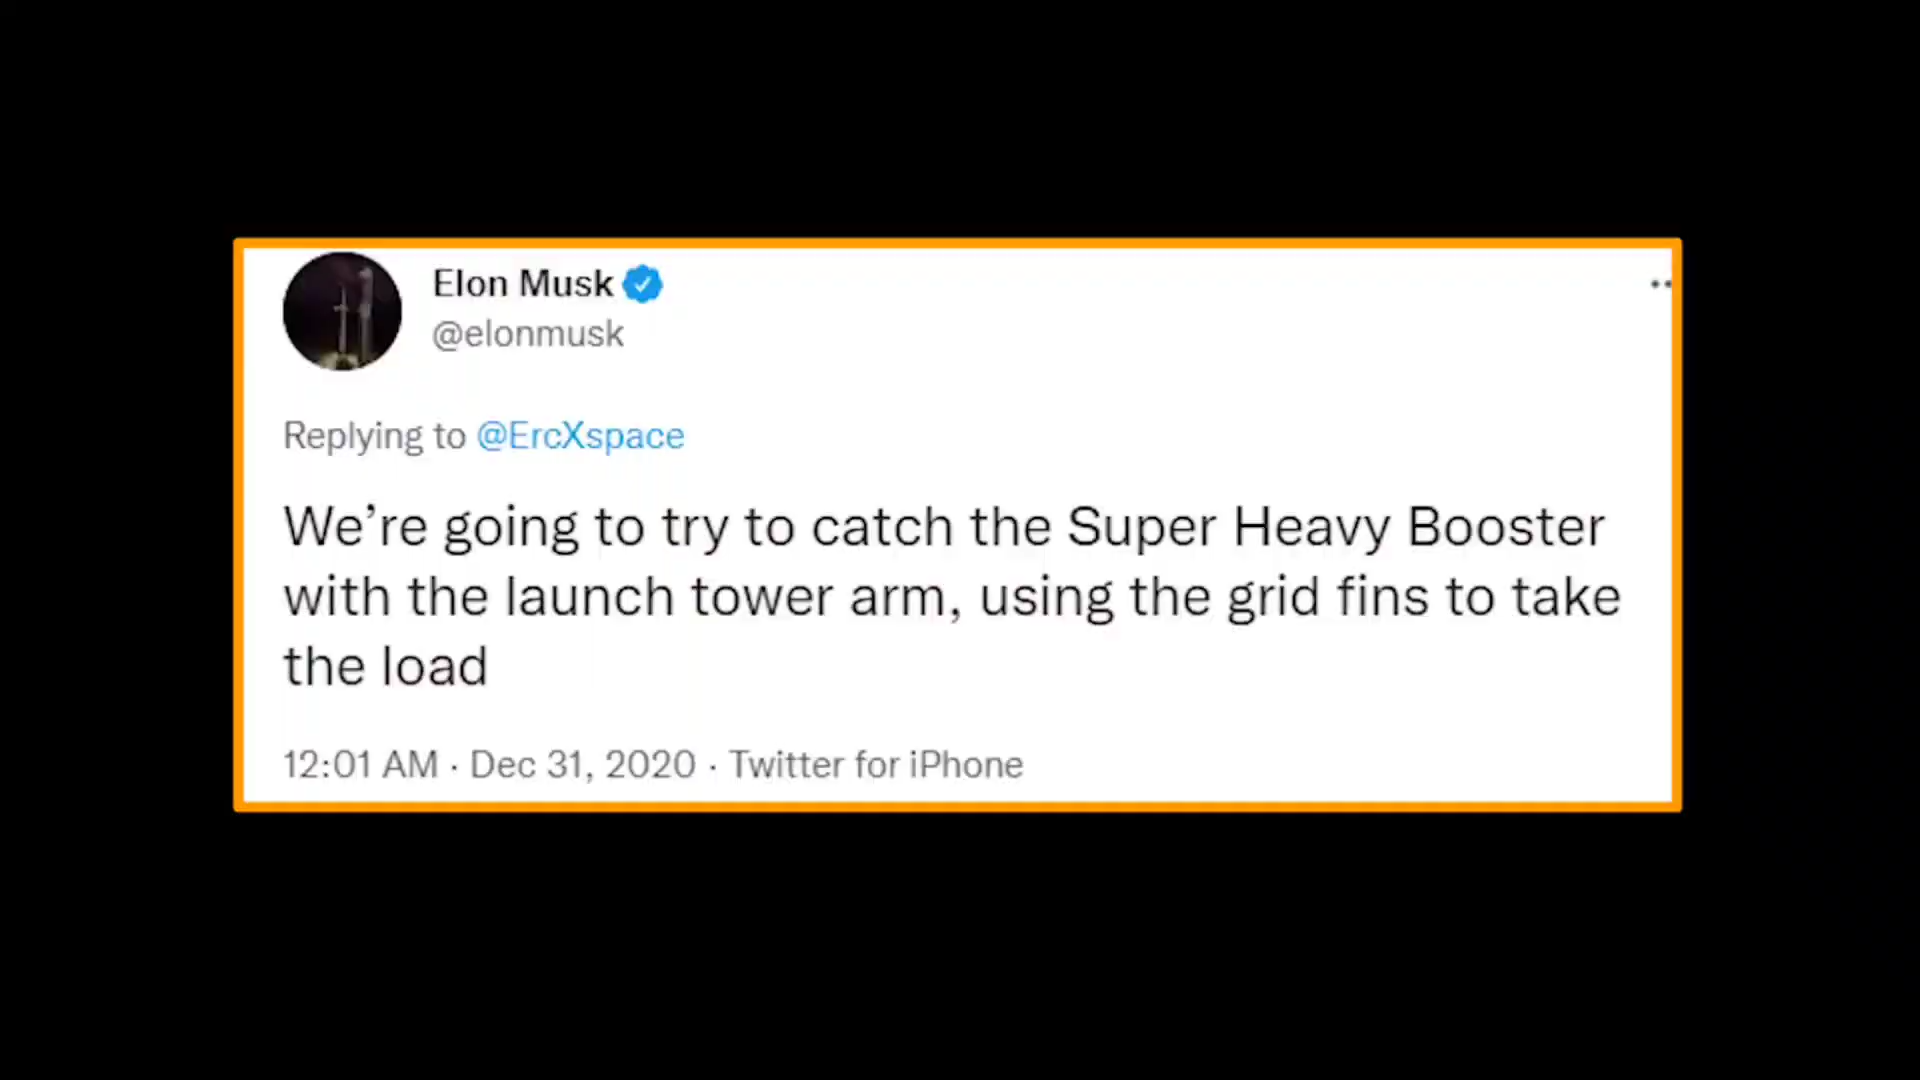 Elon Musk
@elonmusk
Replying to @ErcXspace
We’re going to try to catch the Super Heavy Booster
with the launch tower arm, using the grid fins to take
the load
12:01 AM · Dec 31, 2020 · Twitter for iPhone